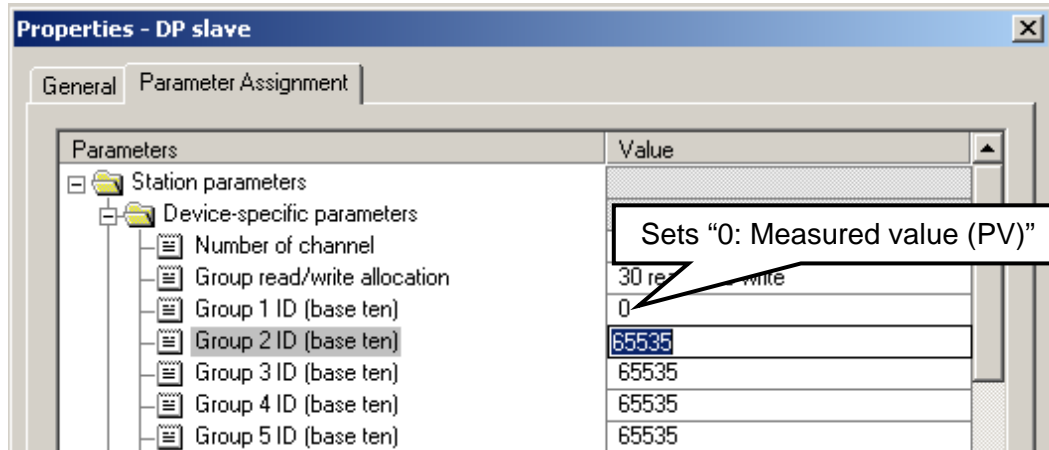 Properties - DP slave
General Parameter Assignment
Parameters Value
Station parameters
Device-specific parameters
Sets “0: Measured value (PV)”
Number of channel
Group read/write allocation 30
Group 1 ID (base ten) 0
Group 2 ID (base ten) 65535
Group 3 ID (base ten) 65535
Group 4 ID (base ten) 65535
Group 5 ID (base ten) 65535